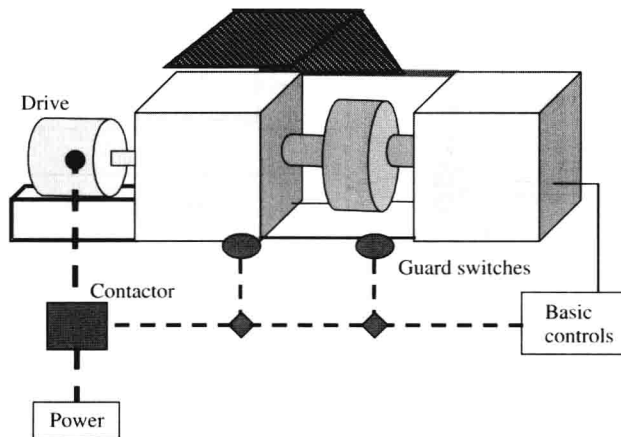 Drive
Guard switches
Contactor
Basic
controls
Power